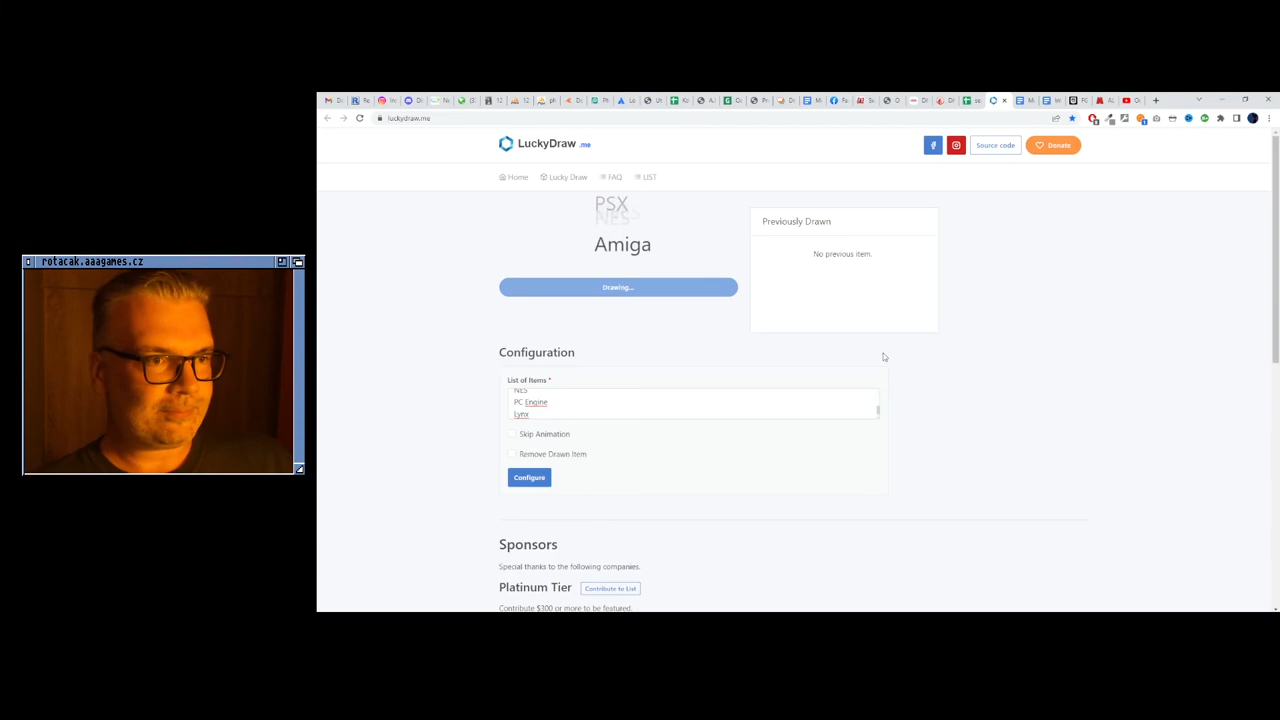 rotacak.aaagames.cz
luckydraw.me
LuckyDraw .me
Source code
Donate
Home
Lucky Draw
FAQ
LIST
PSX
NES
Amiga
Drawing...
Previously Drawn
No previous item.
Configuration
List of Items *
NES
PC Engine
Lynx
Skip Animation
Remove Drawn Item
Configure
Sponsors
Special thanks to the following companies.
Platinum Tier
Contribute to List
Contribute $300 or more to be featured.